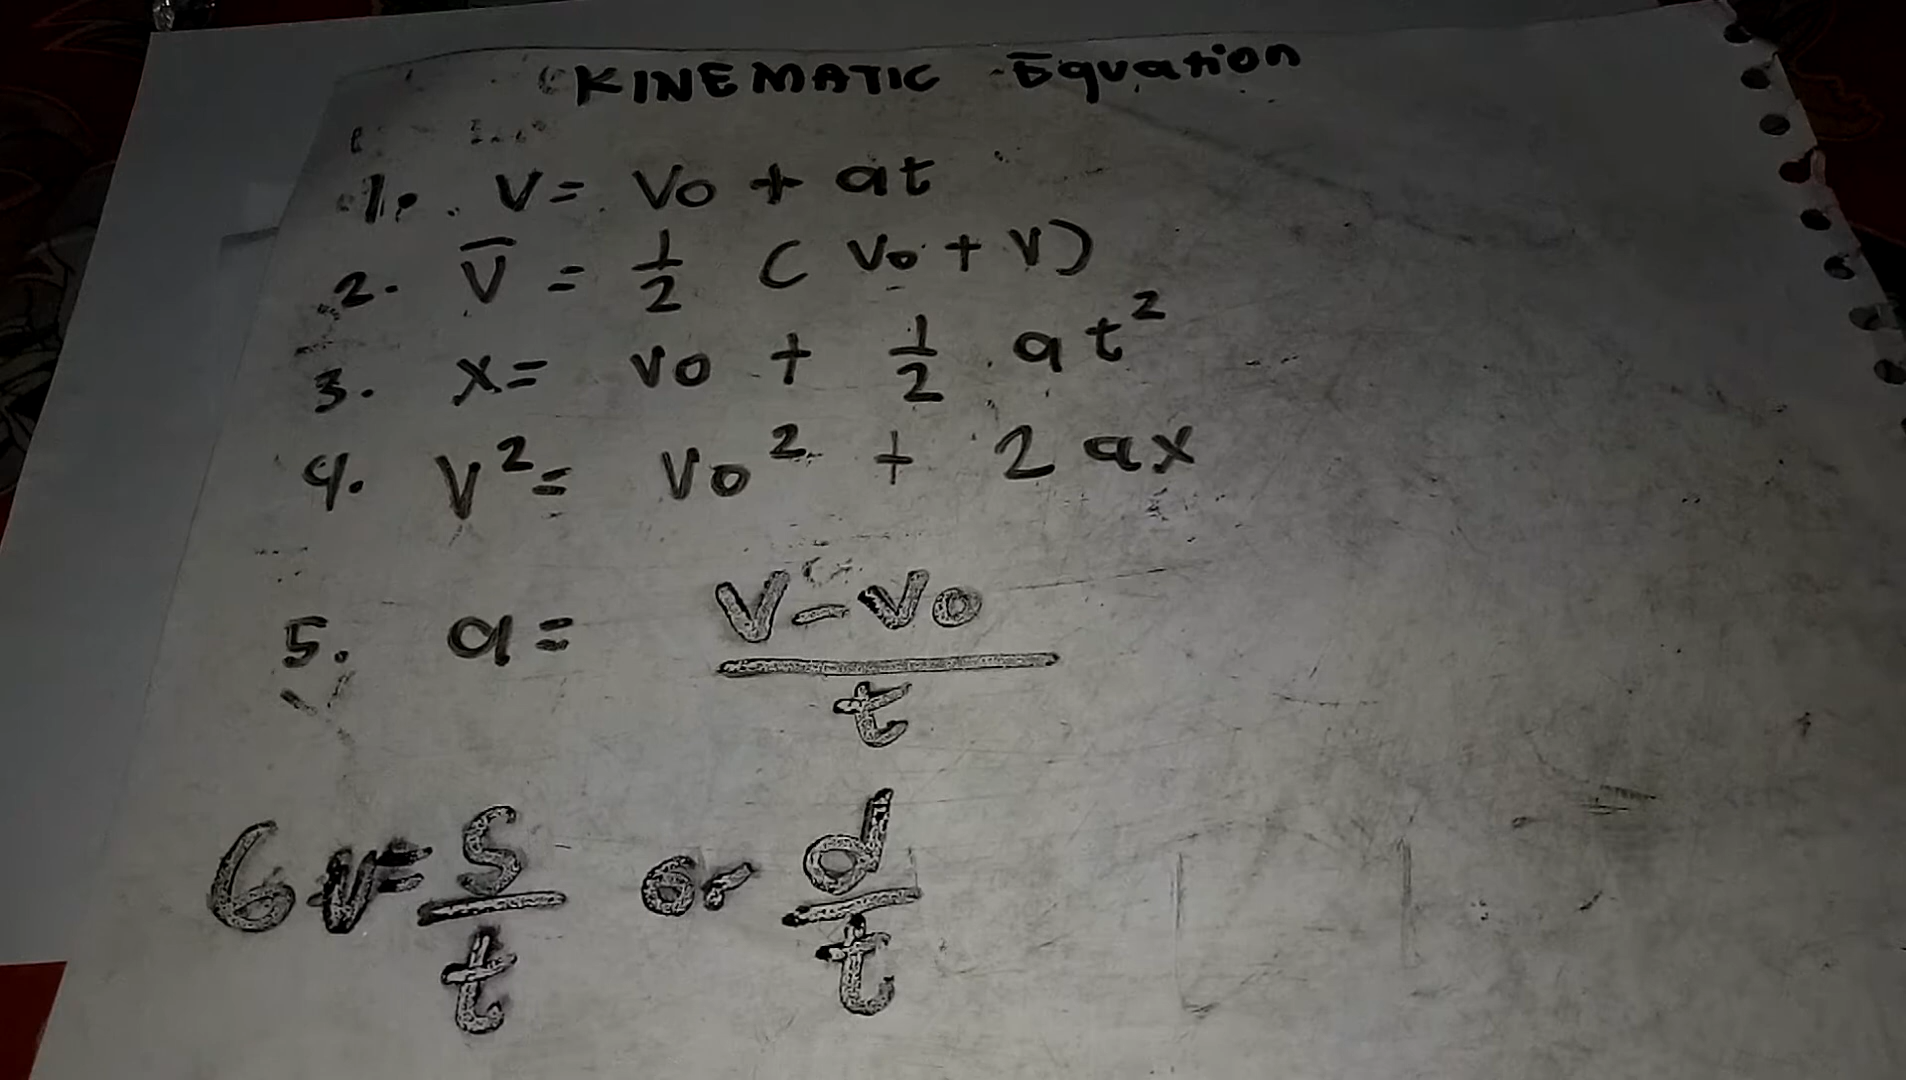 KINEMATIC Equation
1. V = Vo + at
2. V̅ = 1/2 (Vo + V)
3. x = Vo + 1/2 at²
4. V² = Vo² + 2ax
5. a = V - Vo / t
6 V = S/t or d/t